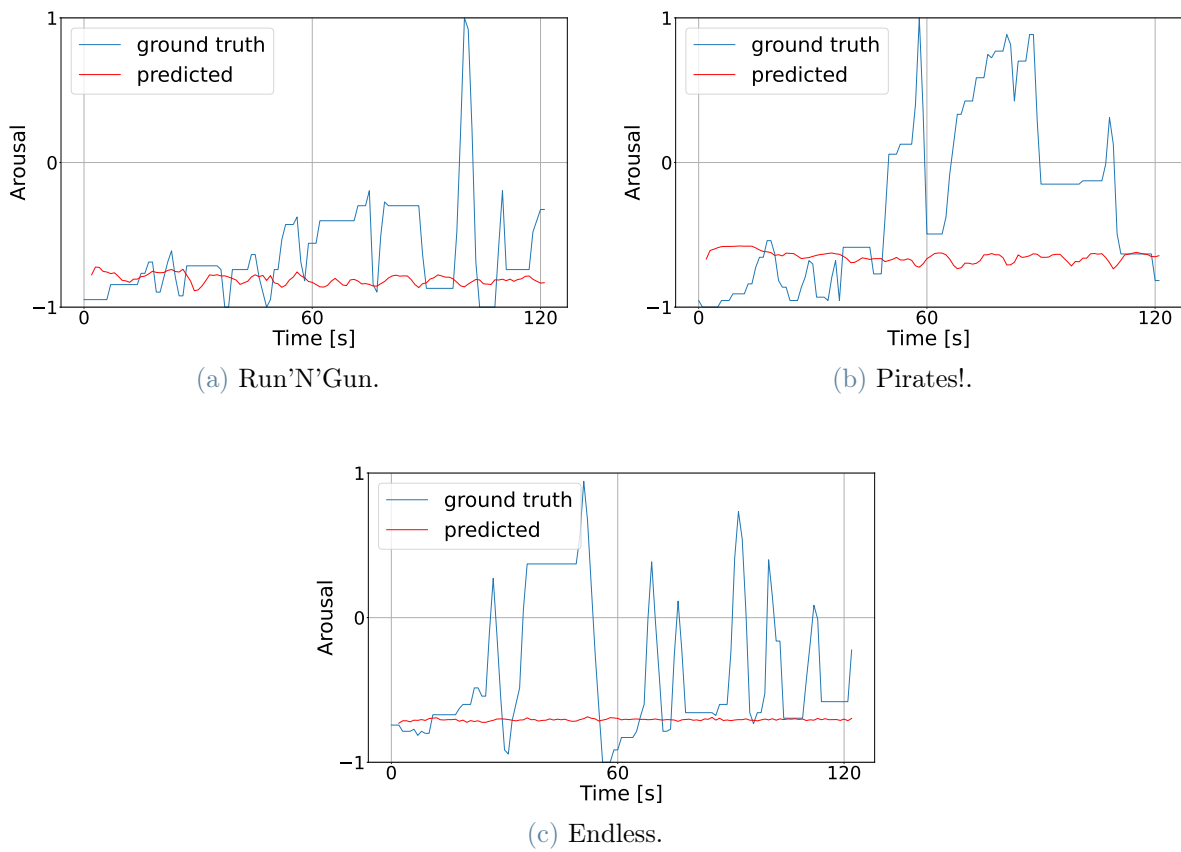 1
ground truth
predicted
Arousal
0
−1
0
60
120
Time [s]
(a) Run'N'Gun.
1
ground truth
predicted
Arousal
0
−1
0
60
120
Time [s]
(b) Pirates!.
1
ground truth
predicted
Arousal
0
−1
0
60
120
Time [s]
(c) Endless.